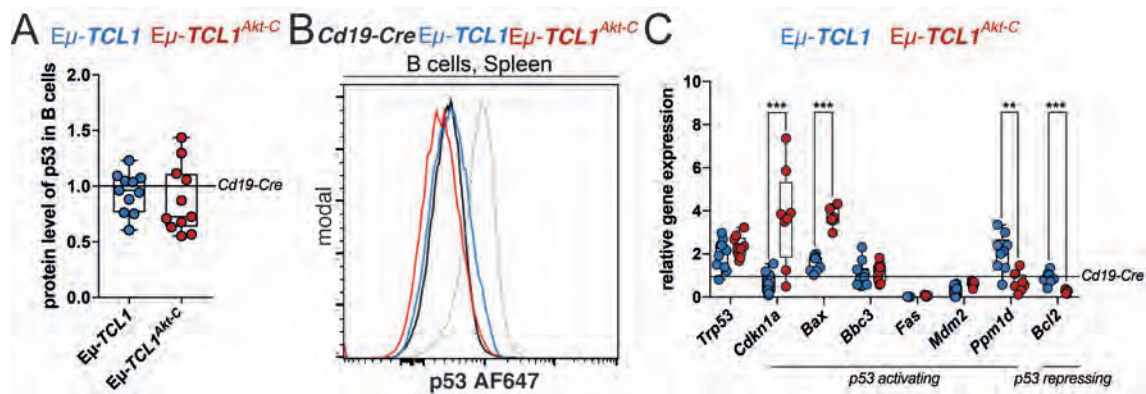 A Eμ-TCL1 Eμ-TCL1Akt-C
protein level of p53 in B cells
2.0
1.5
1.0
0.5
0.0
Cd19-Cre
Eμ-TCL1
Eμ-TCL1Akt-C
B Cd19-Cre Eμ-TCL1 Eμ-TCL1Akt-C
B cells, Spleen
modal
p53 AF647
C Eμ-TCL1 Eμ-TCL1Akt-C
relative gene expression
10
8
6
4
2
0
*** *** ** ***
Cd19-Cre
Trp53
Cdkn1a
Bax
Bbc3
Fas
Mdm2
Ppm1d
Bcl2
p53 activating
p53 repressing